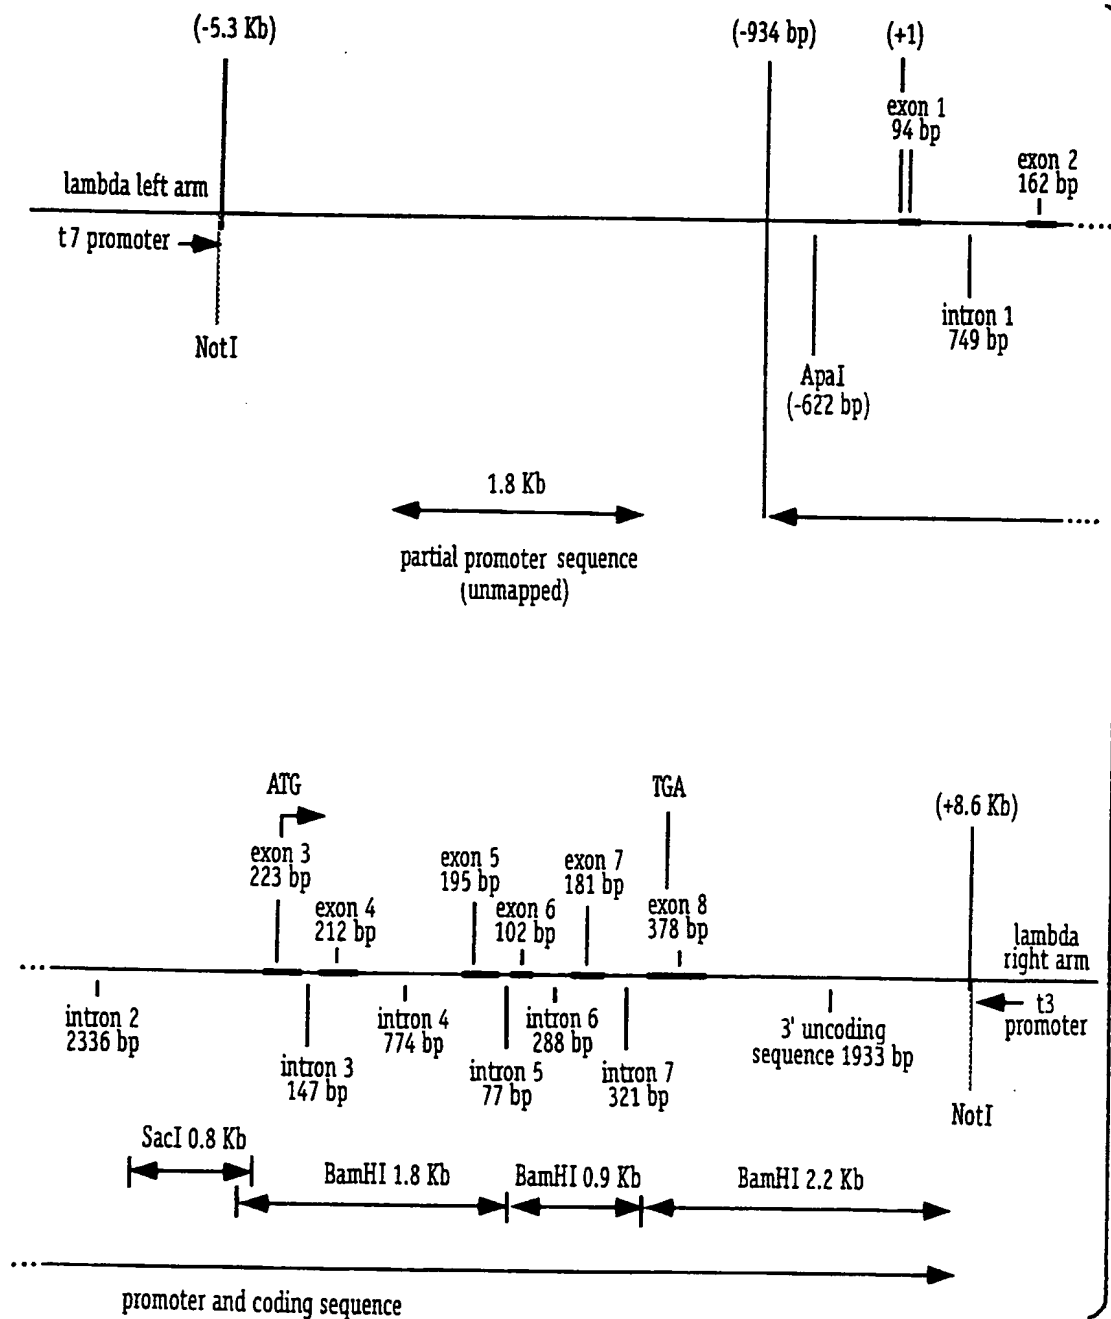 (-5.3 Kb)
(-934 bp)
(+1)
exon 1
94 bp
exon 2
162 bp
lambda left arm
t7 promoter
NotI
intron 1
749 bp
ApaI
(-622 bp)
1.8 Kb
partial promoter sequence
(unmapped)
ATG
TGA
(+8.6 Kb)
exon 3
223 bp
exon 4
212 bp
exon 5
195 bp
exon 6
102 bp
exon 7
181 bp
exon 8
378 bp
lambda
right arm
intron 2
2336 bp
intron 3
147 bp
intron 4
774 bp
intron 5
77 bp
intron 6
288 bp
intron 7
321 bp
3' uncoding
sequence 1933 bp
t3
promoter
NotI
SacI 0.8 Kb
BamHI 1.8 Kb
BamHI 0.9 Kb
BamHI 2.2 Kb
promoter and coding sequence